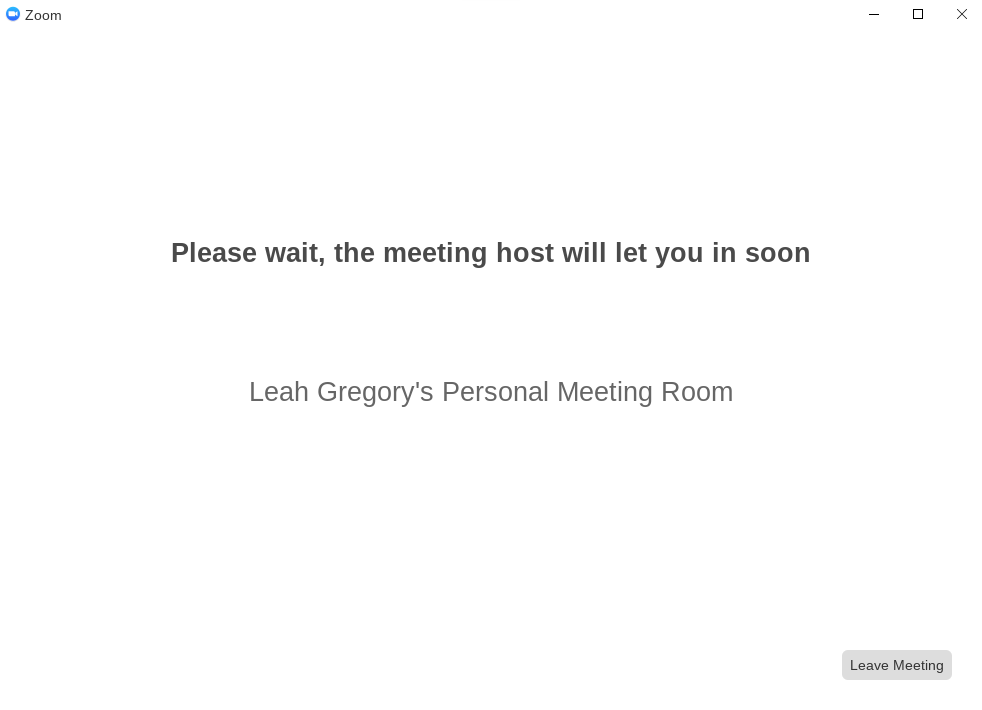 Zoom
Please wait, the meeting host will let you in soon
Leah Gregory's Personal Meeting Room
Leave Meeting